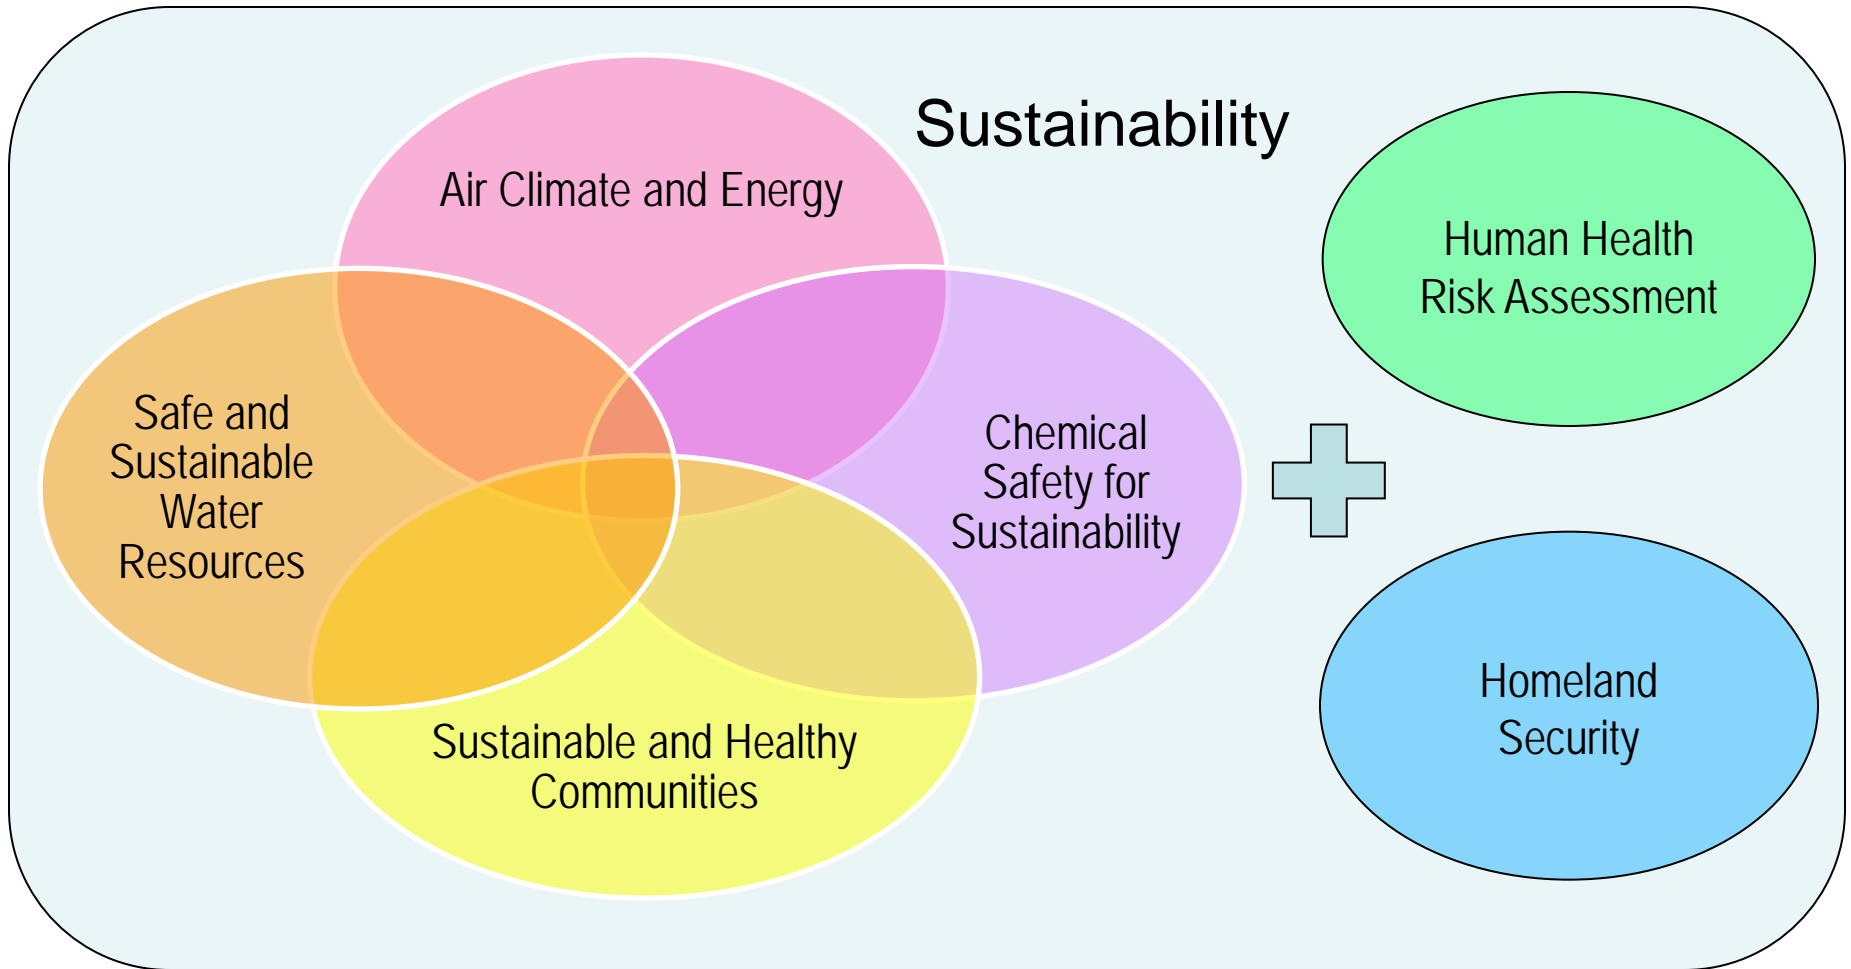 Sustainability
Air Climate and Energy
Safe and
Sustainable
Water
Resources
Chemical
Safety for
Sustainability
Sustainable and Healthy
Communities
Human Health
Risk Assessment
Homeland
Security